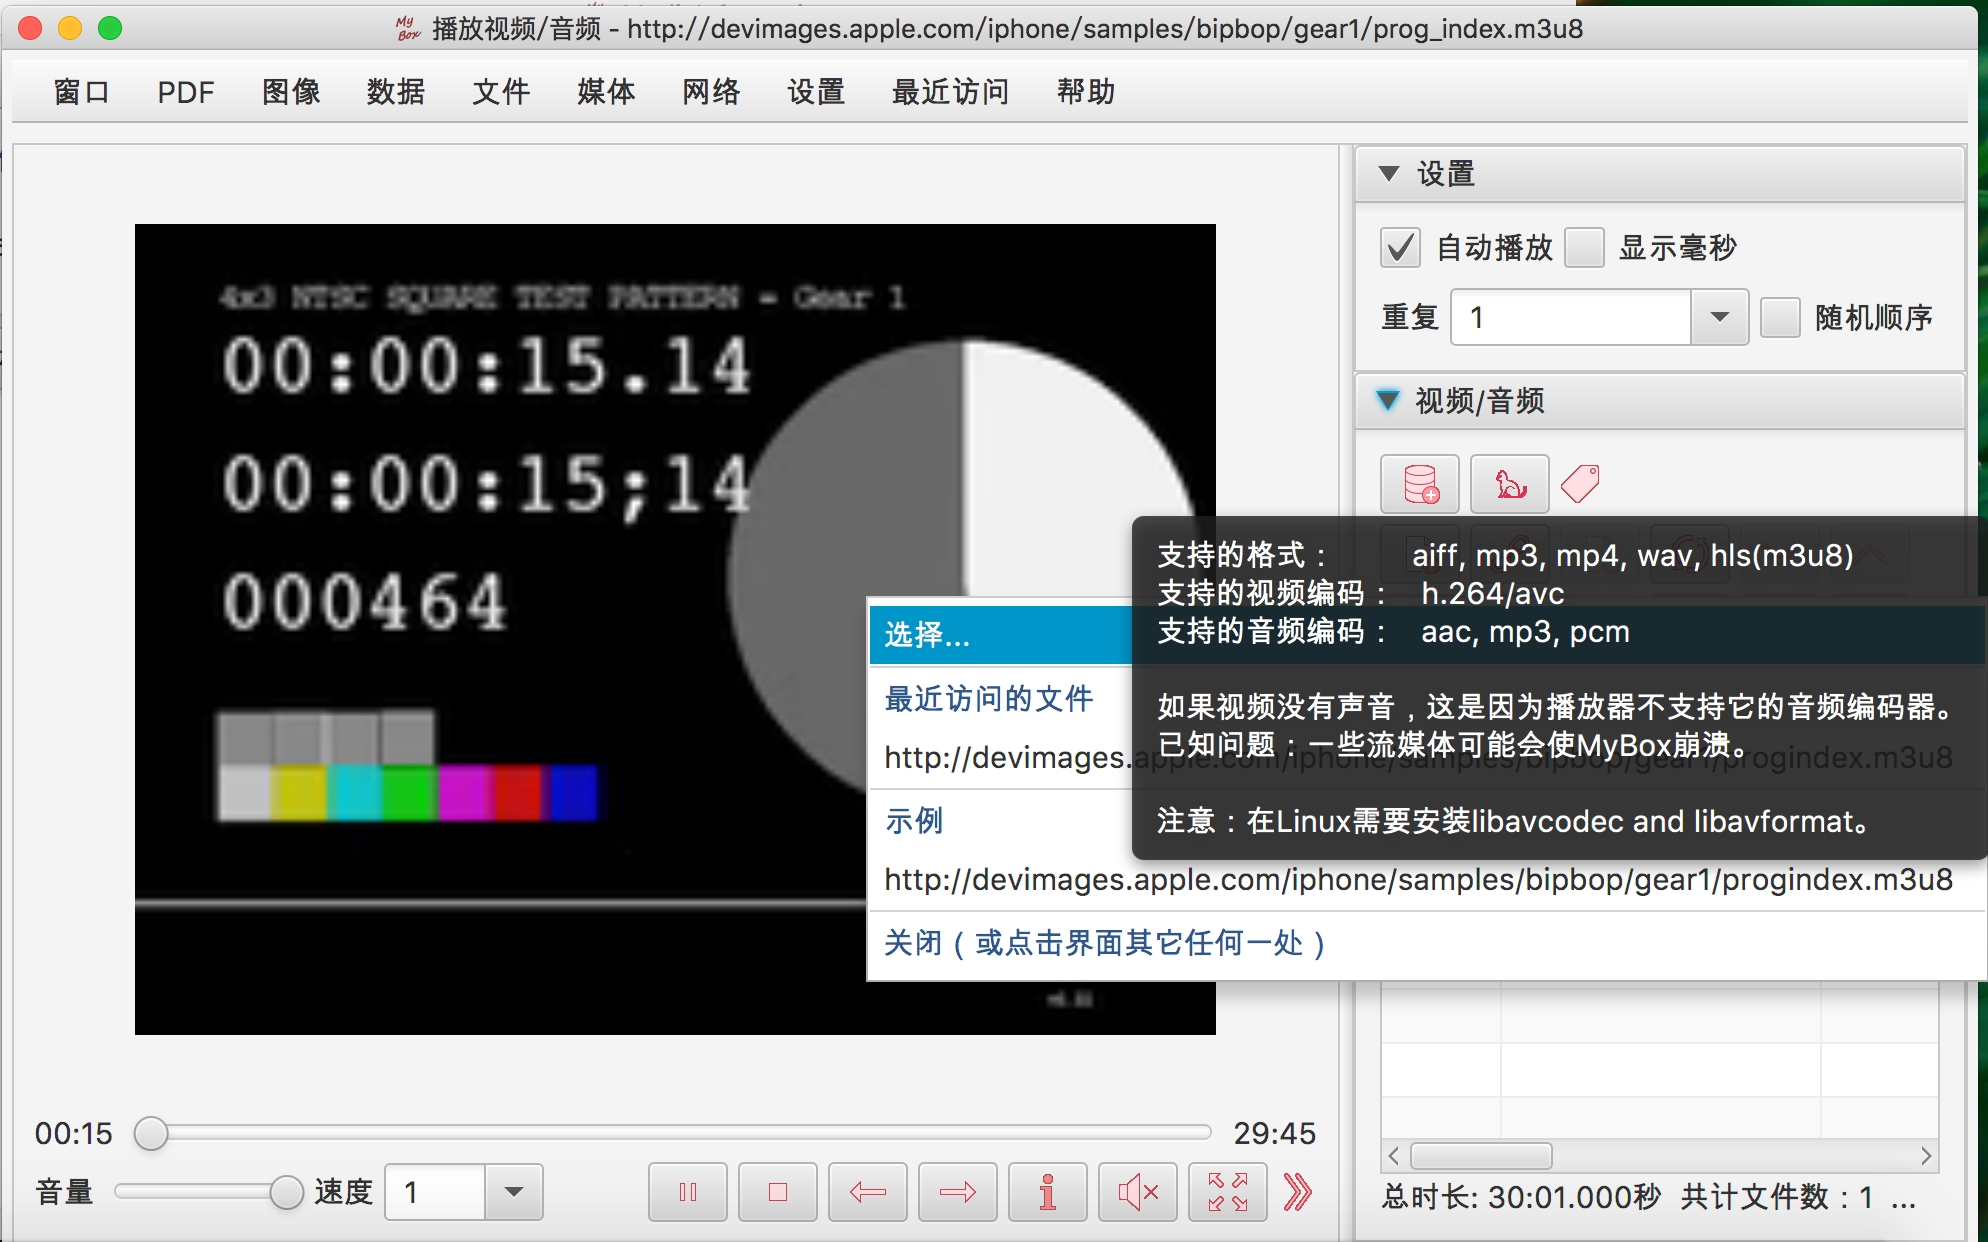 My Box 播放视频/音频 - http://devimages.apple.com/iphone/samples/bipbop/gear1/prog_index.m3u8
窗口 PDF 图像 数据 文件 媒体 网络 设置 最近访问 帮助
4x3 NTSC SQUARE TEST PATTERN - Gear 1
00:00:15.14
00:00:15;14
000464
设置
自动播放 显示毫秒
重复 1 随机顺序
视频/音频
支持的格式： aiff, mp3, mp4, wav, hls(m3u8)
支持的视频编码： h.264/avc
支持的音频编码： aac, mp3, pcm
如果视频没有声音，这是因为播放器不支持它的音频编码器。
已知问题：一些流媒体可能会使MyBox崩溃。
注意：在Linux需要安装libavcodec and libavformat。
选择...
最近访问的文件
http://devimages.apple.com/iphone/samples/bipbop/gear1/progindex.m3u8
示例
http://devimages.apple.com/iphone/samples/bipbop/gear1/progindex.m3u8
关闭（或点击界面其它任何一处）
00:15 29:45
音量 速度 1
总时长: 30:01.000秒 共计文件数：1 ...